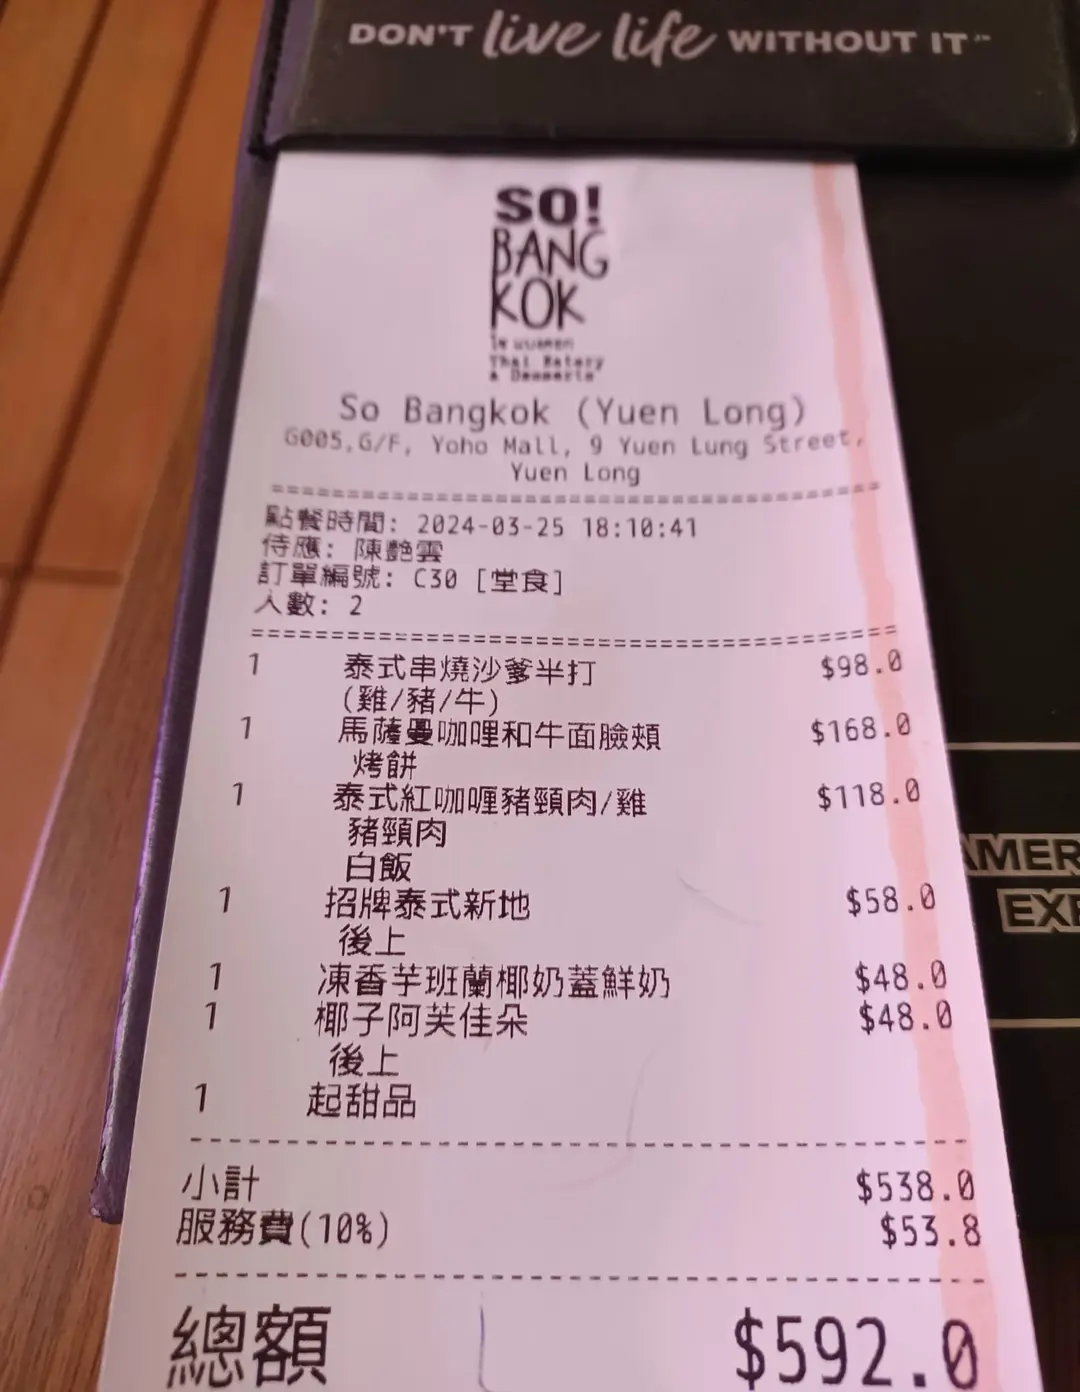 DON'T live life WITHOUT IT™
SO!
BANG
KOK
Thai Eatery
& Desserts
So Bangkok (Yuen Long)
G005,G/F, Yoho Mall, 9 Yuen Lung Street,
Yuen Long
點餐時間: 2024-03-25 18:10:41
侍應: 陳艷雲
訂單編號: C30 [堂食]
人數: 2
1 泰式串燒沙爹半打 $98.0
(雞/豬/牛)
1 馬薩曼咖哩和牛面臉頰 $168.0
烤餅
1 泰式紅咖喱豬頸肉/雞 $118.0
豬頸肉
白飯
1 招牌泰式新地 $58.0
後上
1 凍香芋班蘭椰奶蓋鮮奶 $48.0
1 椰子阿芙佳朵 $48.0
後上
1 起甜品
小計 $538.0
服務費(10%) $53.8
總額 $592.0
AMER
EXP